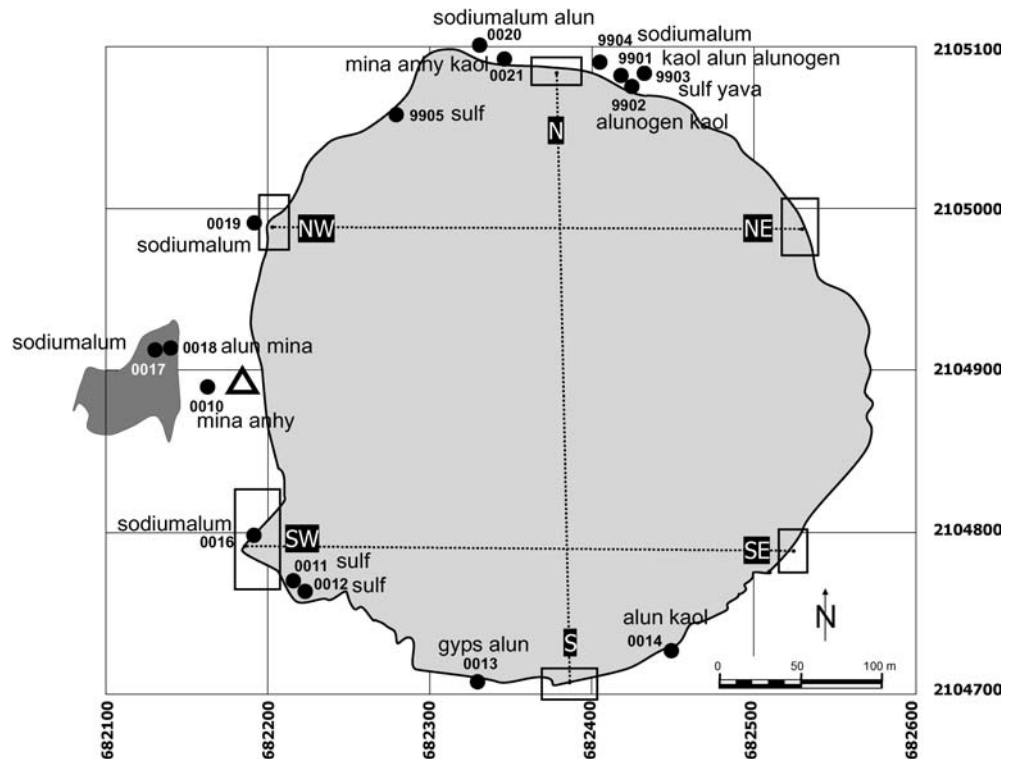 sodiumalum alun
0020
9904 sodiumalum
2105100
mina anhy kaol
0021
9901 kaol alun alunogen
9903
sulf yava
9902
alunogen kaol
9905 sulf
N
2105000
0019
NW
NE
sodiumalum
sodiumalum
0018 alun mina
0017
2104900
0010
mina anhy
sodiumalum
0016
SW
2104800
SE
0011 sulf
0012 sulf
N
alun kaol
0014
S
gyps alun
0013
0 50 100 m
2104700
682100
682200
682300
682400
682500
682600